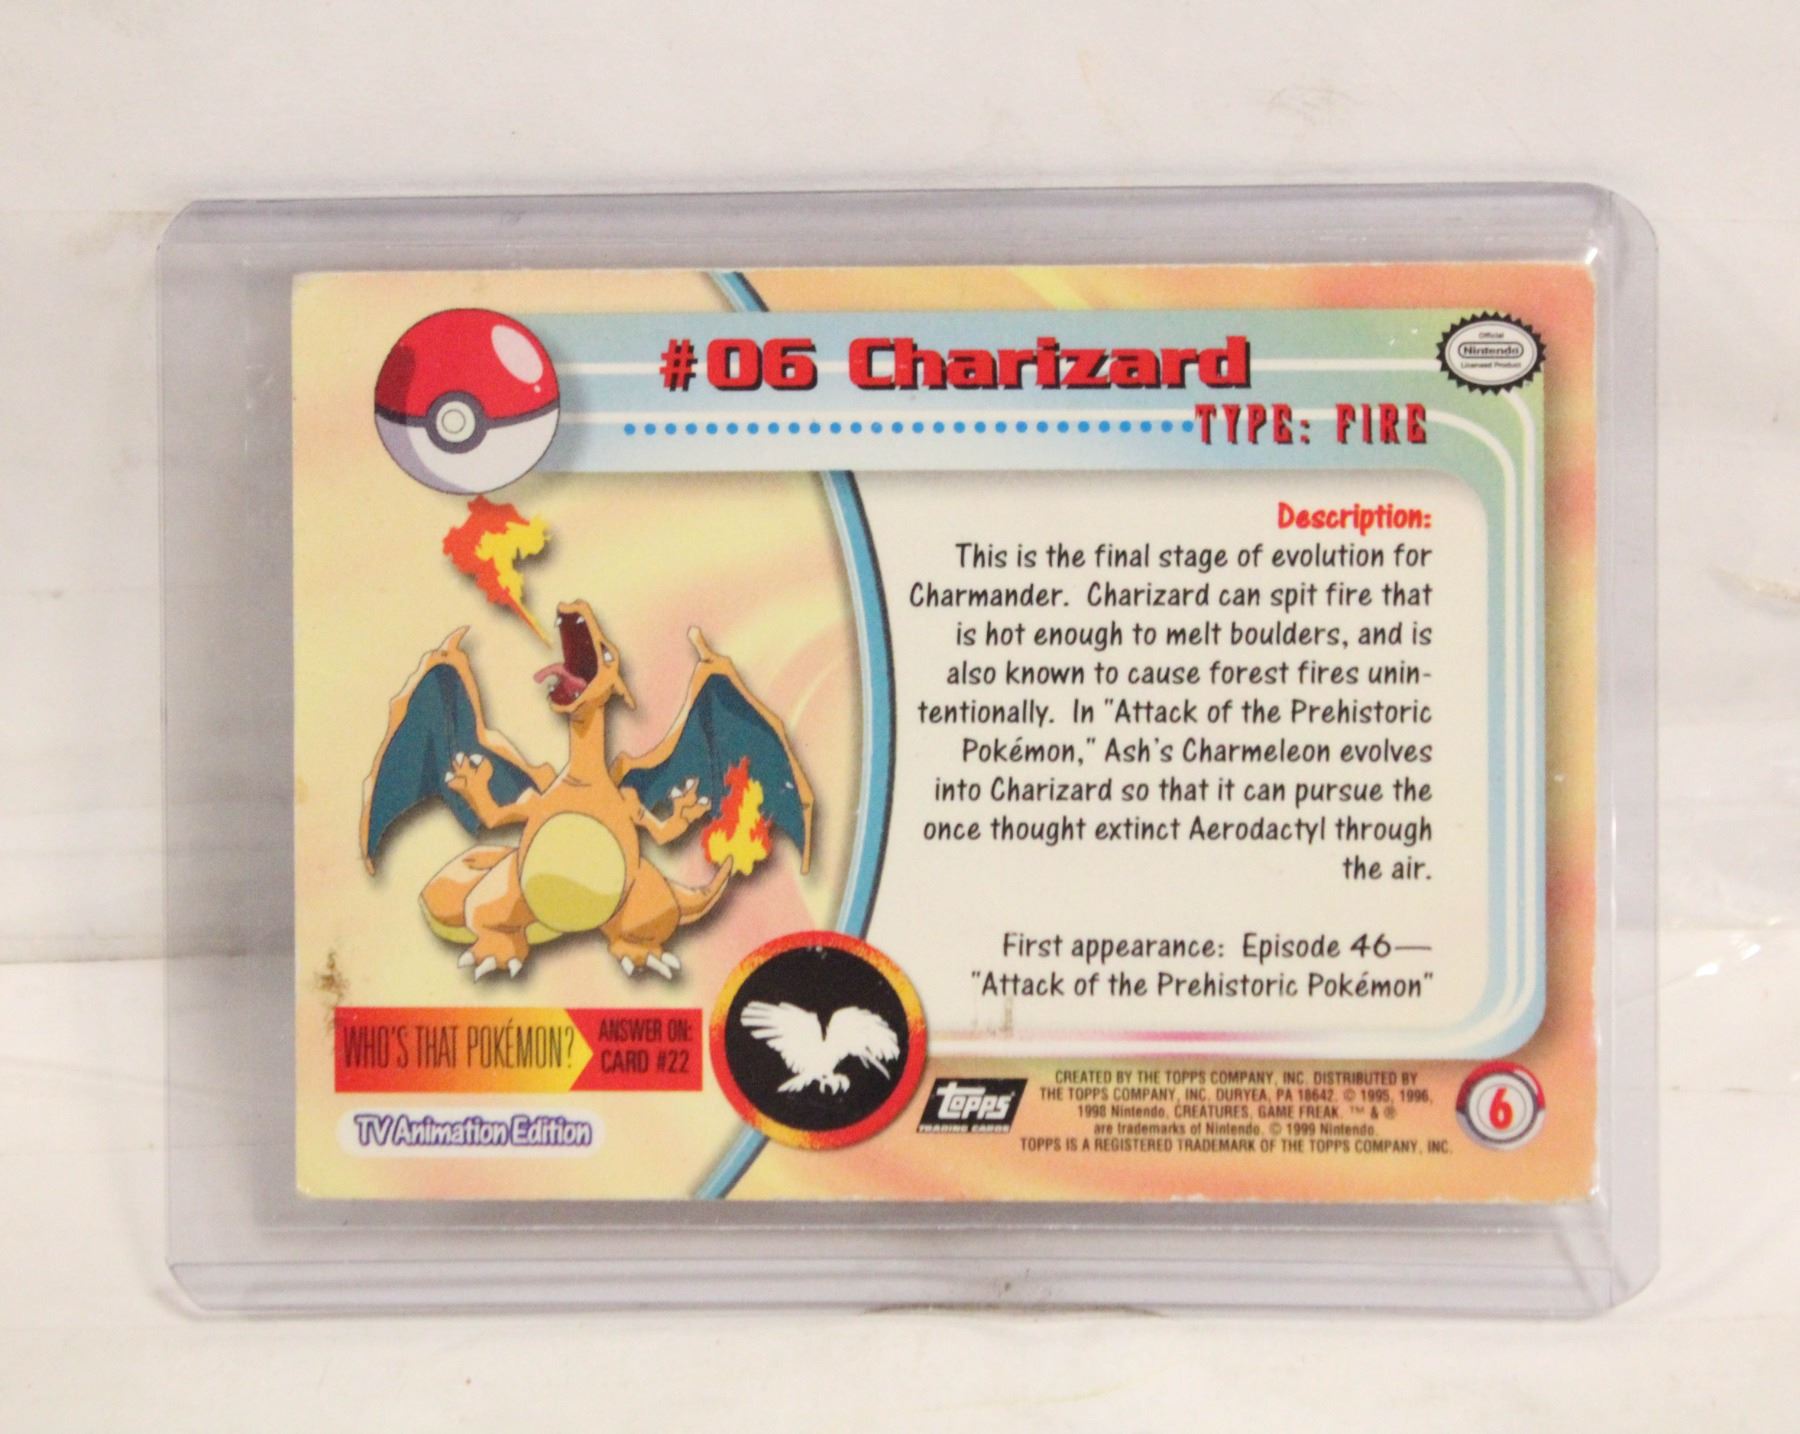 #06 Charizard
Official
Nintendo
Licensed Product
TYPE: FIRE
Description:
This is the final stage of evolution for
Charmander. Charizard can spit fire that
is hot enough to melt boulders, and is
also known to cause forest fires unin-
tentionally. In "Attack of the Prehistoric
Pokémon," Ash's Charmeleon evolves
into Charizard so that it can pursue the
once thought extinct Aerodactyl through
the air.
First appearance: Episode 46—
"Attack of the Prehistoric Pokémon"
WHO'S THAT POKÉMON?
ANSWER ON:
CARD #22
TV Animation Edition
Topps
TRADING CARDS
CREATED BY THE TOPPS COMPANY, INC. DISTRIBUTED BY
THE TOPPS COMPANY, INC. DURYEA, PA 18642. © 1995, 1996,
1998 Nintendo, CREATURES, GAME FREAK. ™ & ®
are trademarks of Nintendo. © 1999 Nintendo.
TOPPS IS A REGISTERED TRADEMARK OF THE TOPPS COMPANY, INC.
6